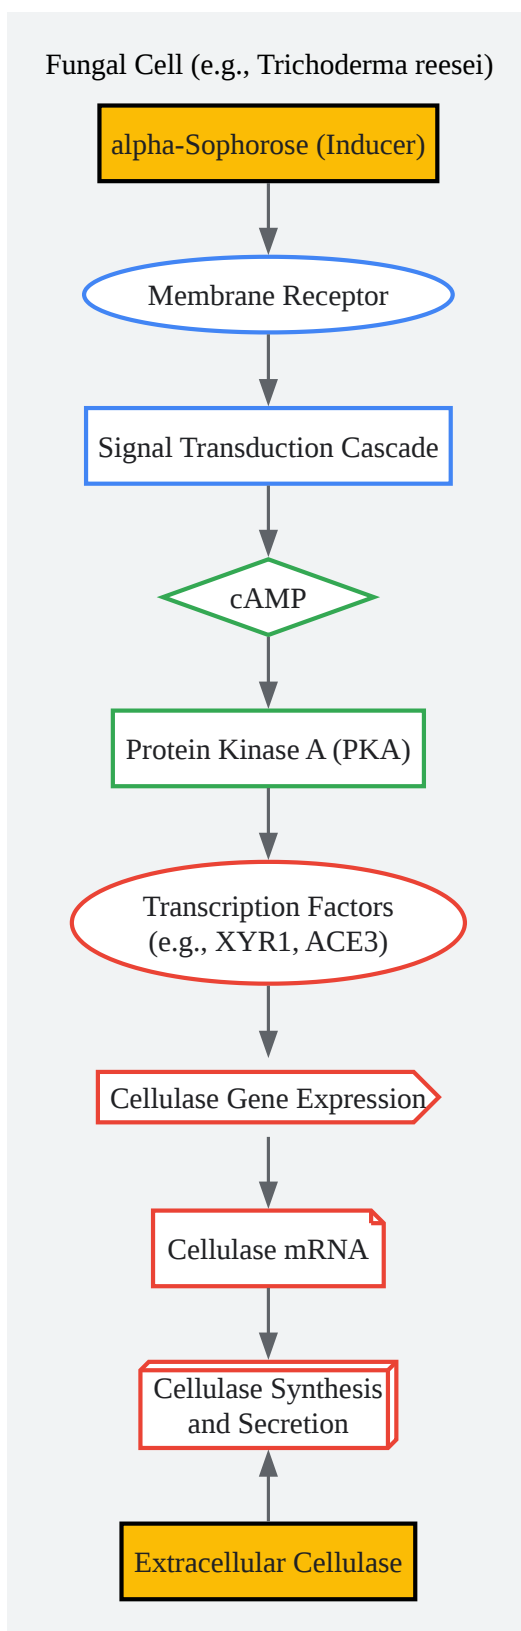 Fungal Cell (e.g., Trichoderma reesei)
alpha-Sophorose (Inducer)
Membrane Receptor
Signal Transduction Cascade
cAMP
Protein Kinase A (PKA)
Transcription Factors
(e.g., XYR1, ACE3)
Cellulase Gene Expression
Cellulase mRNA
Cellulase Synthesis
and Secretion
Extracellular Cellulase